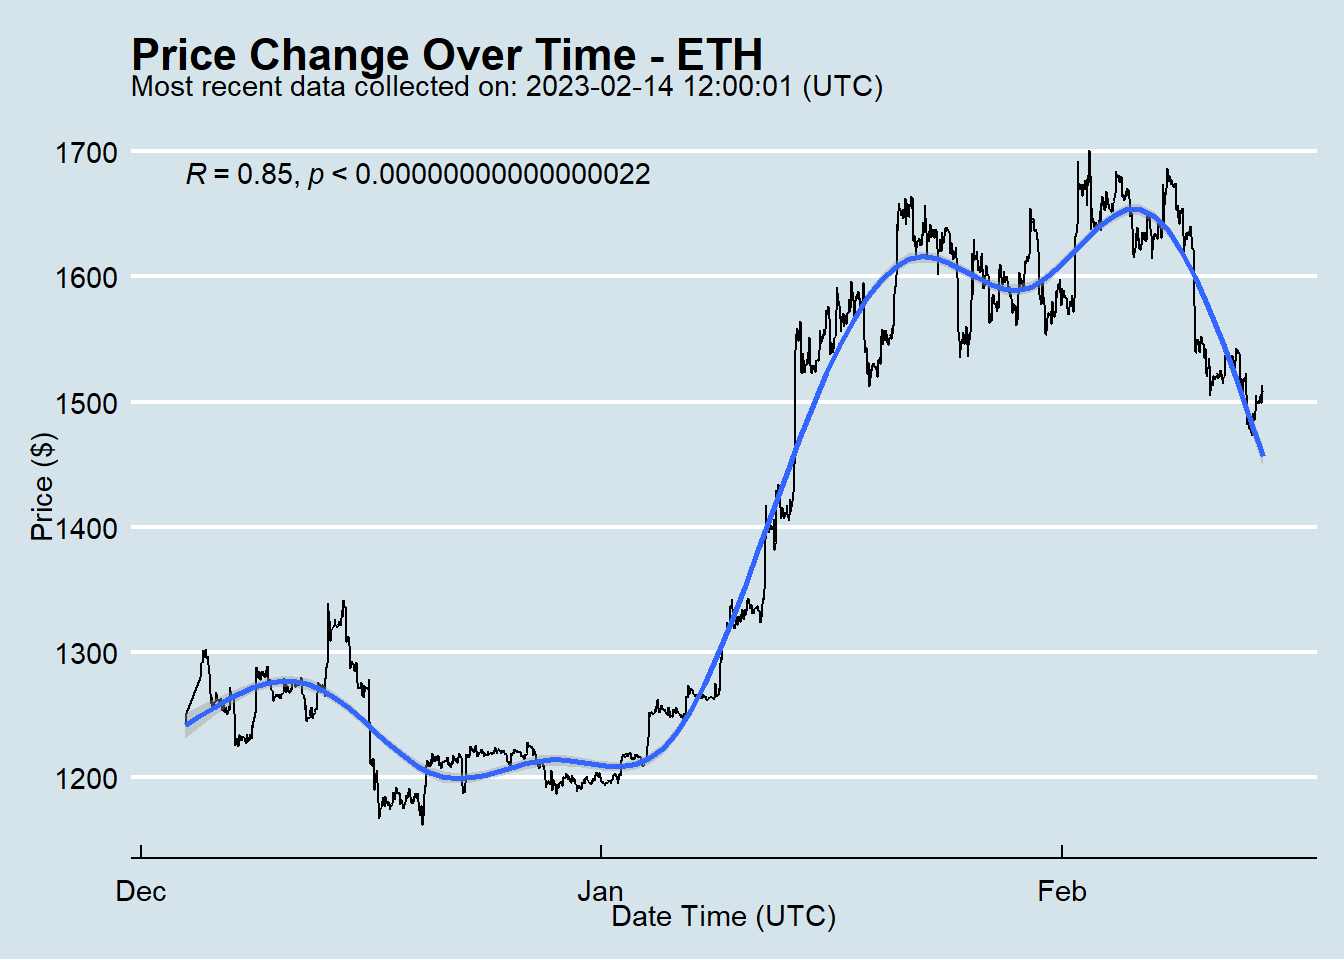 Price Change Over Time - ETH
Most recent data collected on: 2023-02-14 12:00:01 (UTC)
R = 0.85, p < 0.00000000000000022
1700
1600
1500
1400
1300
1200
Price ($)
Dec
Jan
Feb
Date Time (UTC)